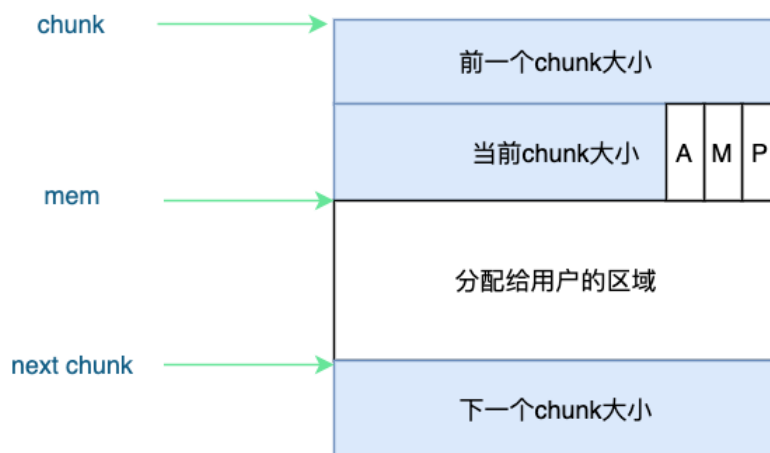 chunk
前一个chunk大小
当前chunk大小 A M P
mem
分配给用户的区域
next chunk
下一个chunk大小